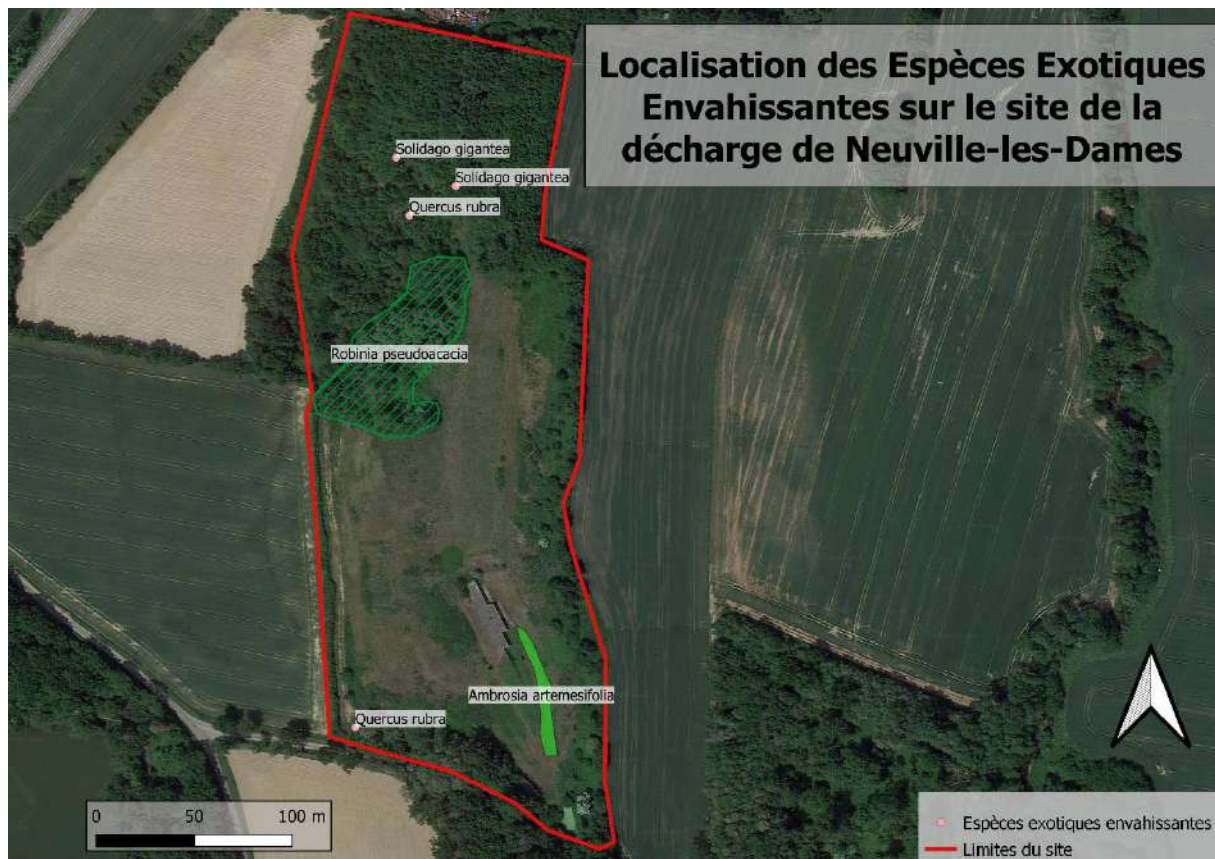 Localisation des Espèces Exotiques
Envahissantes sur le site de la
décharge de Neuville-les-Dames
Solidago gigantea
Solidago gigantea
Quercus rubra
Robinia pseudoacacia
Ambrosia artemesifolia
Quercus rubra
0 50 100 m
Espèces exotiques envahissantes
Limites du site